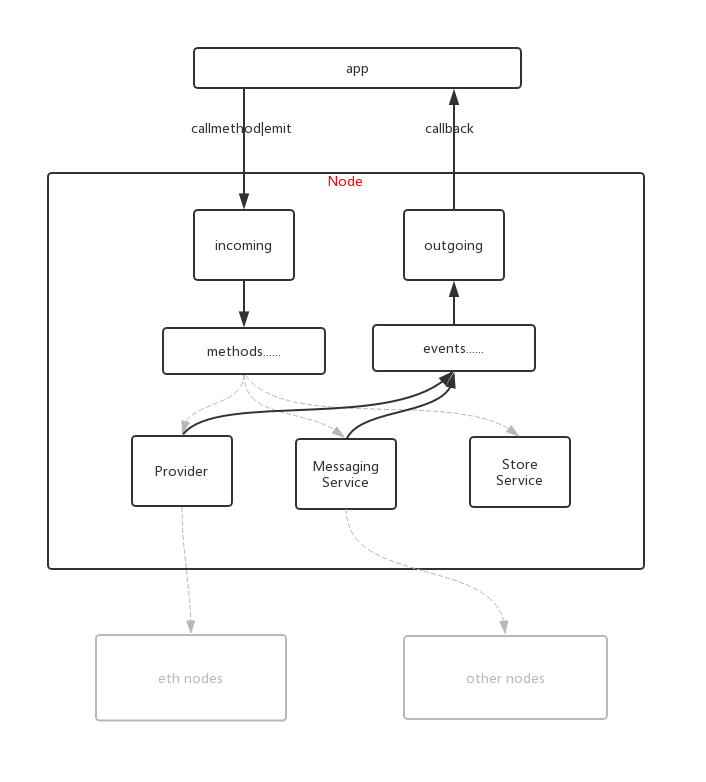 app
callmethod|emit
callback
Node
incoming
outgoing
methods......
events......
Provider
Messaging
Service
Store
Service
eth nodes
other nodes